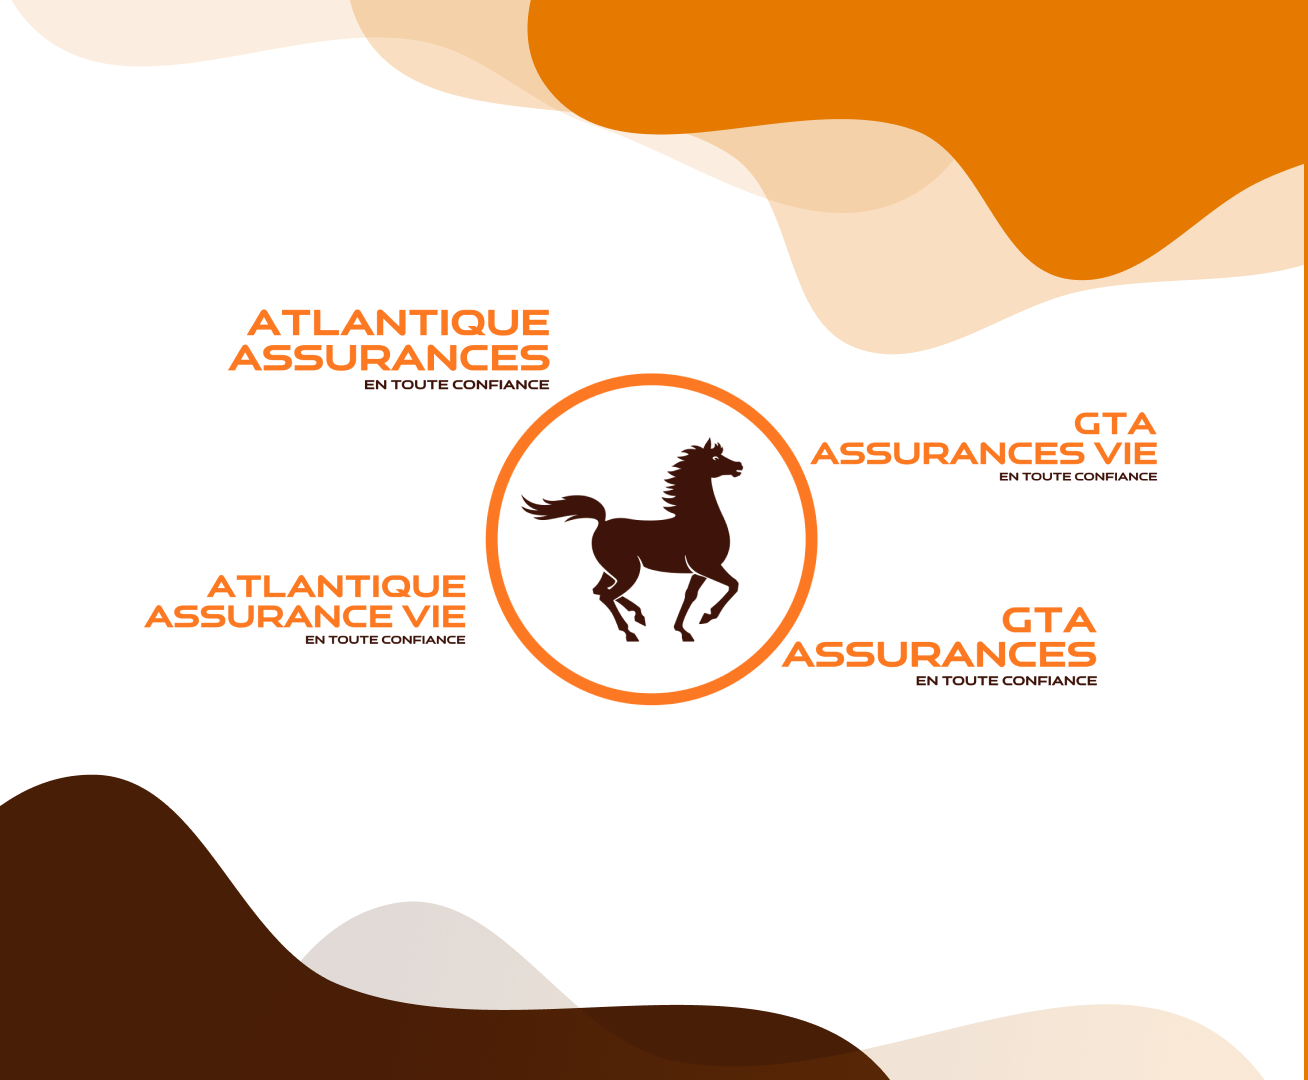 ATLANTIQUE
ASSURANCES
EN TOUTE CONFIANCE
GTA
ASSURANCES VIE
EN TOUTE CONFIANCE
ATLANTIQUE
ASSURANCE VIE
EN TOUTE CONFIANCE
GTA
ASSURANCES
EN TOUTE CONFIANCE